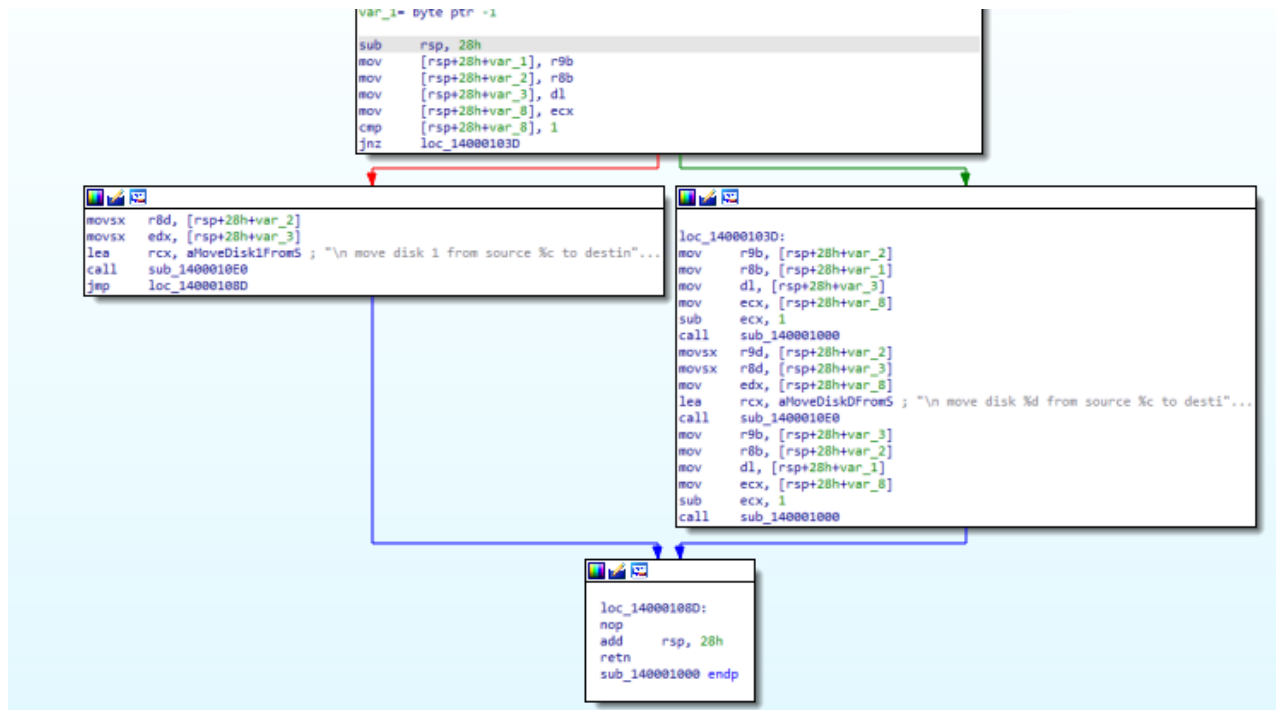 var_1= byte ptr -1
sub rsp, 28h
mov [rsp+28h+var_1], r9b
mov [rsp+28h+var_2], r8b
mov [rsp+28h+var_3], dl
mov [rsp+28h+var_8], ecx
cmp [rsp+28h+var_8], 1
jnz loc_14000103D
movsx r8d, [rsp+28h+var_2]
movsx edx, [rsp+28h+var_3]
lea rcx, aMoveDisk1FromS ; "\n move disk 1 from source %c to destin"...
call sub_1400010E0
jmp loc_14000108D
loc_14000103D:
mov r9b, [rsp+28h+var_2]
mov r8b, [rsp+28h+var_1]
mov dl, [rsp+28h+var_3]
mov ecx, [rsp+28h+var_8]
sub ecx, 1
call sub_140001000
movsx r9d, [rsp+28h+var_2]
movsx r8d, [rsp+28h+var_3]
mov edx, [rsp+28h+var_8]
lea rcx, aMoveDiskDFromS ; "\n move disk %d from source %c to desti"...
call sub_1400010E0
mov r9b, [rsp+28h+var_3]
mov r8b, [rsp+28h+var_2]
mov dl, [rsp+28h+var_1]
mov ecx, [rsp+28h+var_8]
sub ecx, 1
call sub_140001000
loc_14000108D:
nop
add rsp, 28h
retn
sub_140001000 endp